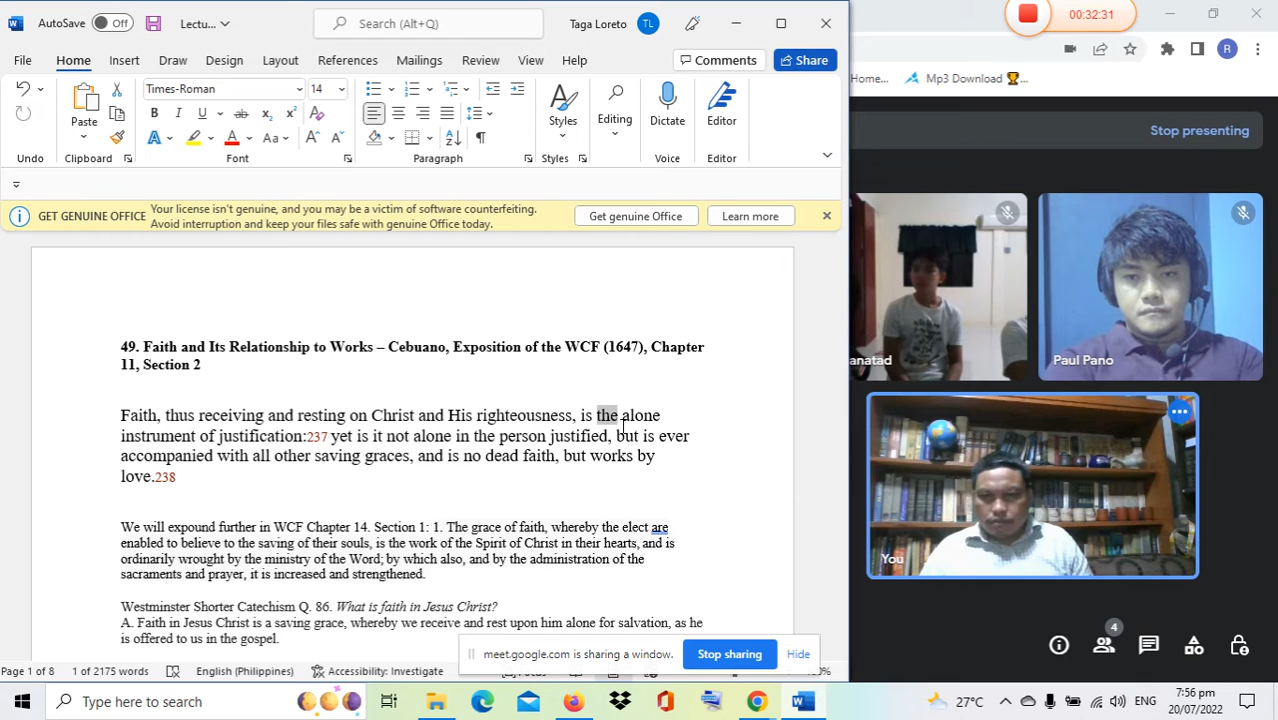 AutoSave Off Lectu... Search (Alt+Q) Taga Loreto TL
00:32:31
R
File Home Insert Draw Design Layout References Mailings Review View Help Comments Share
Home... Mp3 Download 🏆...
Times-Roman 14
Paste Styles Editing Dictate Editor
Stop presenting
Undo Clipboard Font Paragraph Styles Voice Editor
GET GENUINE OFFICE Your license isn't genuine, and you may be a victim of software counterfeiting.
Avoid interruption and keep your files safe with genuine Office today.
Get genuine Office Learn more
49. Faith and Its Relationship to Works – Cebuano, Exposition of the WCF (1647), Chapter
11, Section 2
Faith, thus receiving and resting on Christ and His righteousness, is the alone
instrument of justification:237 yet is it not alone in the person justified, but is ever
accompanied with all other saving graces, and is no dead faith, but works by
love.238
We will expound further in WCF Chapter 14. Section 1: 1. The grace of faith, whereby the elect are
enabled to believe to the saving of their souls, is the work of the Spirit of Christ in their hearts, and is
ordinarily wrought by the ministry of the Word; by which also, and by the administration of the
sacraments and prayer, it is increased and strengthened.
Westminster Shorter Catechism Q. 86. What is faith in Jesus Christ?
A. Faith in Jesus Christ is a saving grace, whereby we receive and rest upon him alone for salvation, as he
is offered to us in the gospel.
anatad
Paul Pano
You
4
meet.google.com is sharing a window. Stop sharing Hide
Page 1 of 8 1 of 2175 words English (Philippines) Accessibility: Investigate
Type here to search
27°C ENG 7:56 pm
20/07/2022